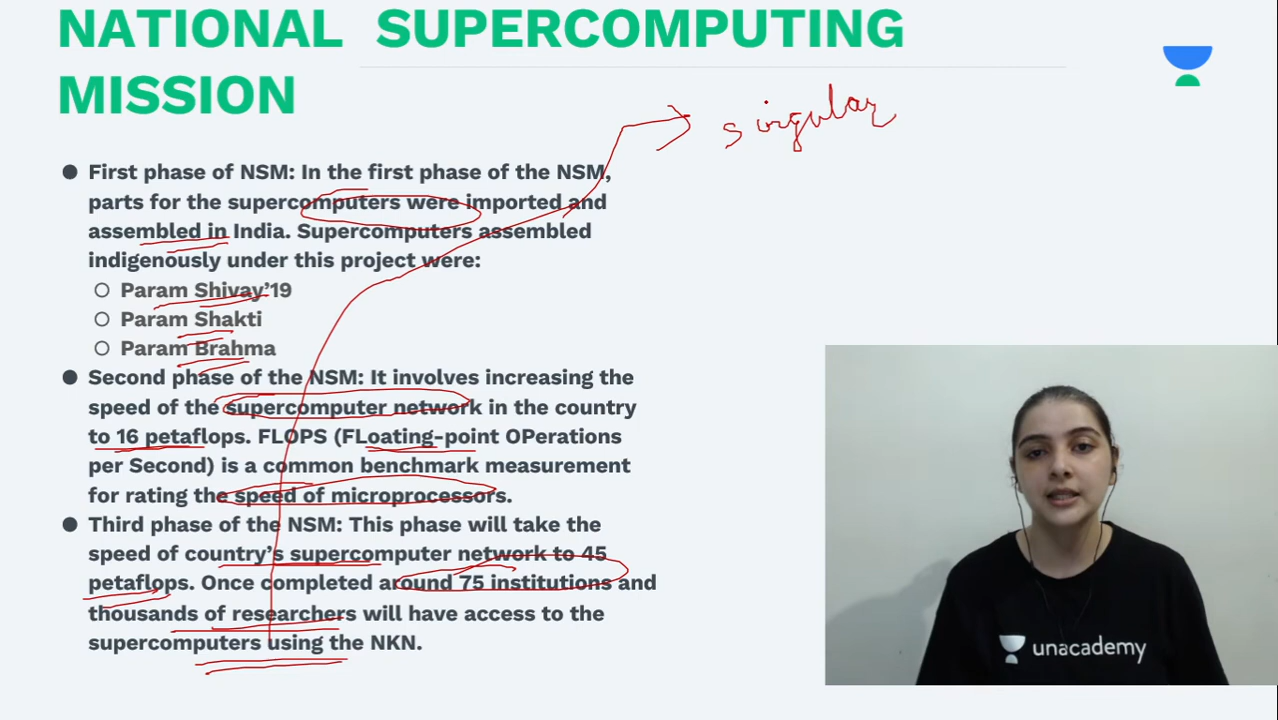 NATIONAL SUPERCOMPUTING
MISSION
singular
● First phase of NSM: In the first phase of the NSM,
parts for the supercomputers were imported and
assembled in India. Supercomputers assembled
indigenously under this project were:
○ Param Shivay’19
○ Param Shakti
○ Param Brahma
● Second phase of the NSM: It involves increasing the
speed of the supercomputer network in the country
to 16 petaflops. FLOPS (FLoating-point OPerations
per Second) is a common benchmark measurement
for rating the speed of microprocessors.
● Third phase of the NSM: This phase will take the
speed of country’s supercomputer network to 45
petaflops. Once completed around 75 institutions and
thousands of researchers will have access to the
supercomputers using the NKN.
unacademy